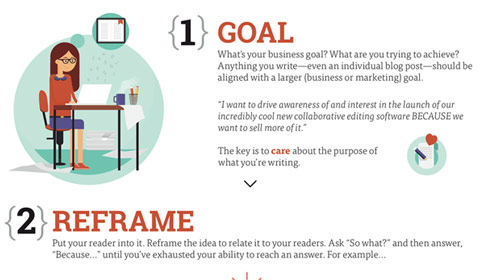 {1} GOAL
What's your business goal? What are you trying to achieve?
Anything you write—even an individual blog post—should be
aligned with a larger (business or marketing) goal.
“I want to drive awareness of and interest in the launch of our
incredibly cool new collaborative editing software BECAUSE we
want to sell more of it.”
The key is to care about the purpose of
what you're writing.
{2} REFRAME
Put your reader into it. Reframe the idea to relate it to your readers. Ask “So what?” and then answer,
“Because...” until you've exhausted your ability to reach an answer. For example...